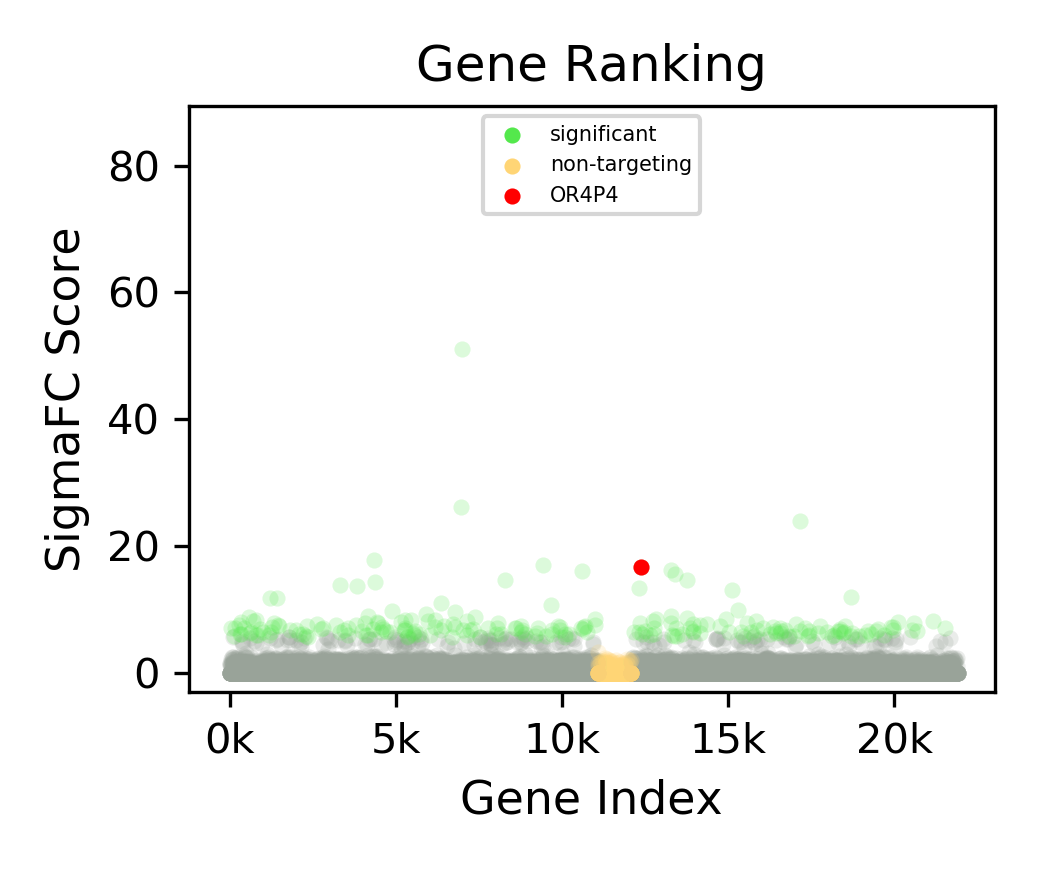 Gene Ranking
significant
non-targeting
OR4P4
80
60
40
20
0
SigmaFC Score
0k 5k 10k 15k 20k
Gene Index